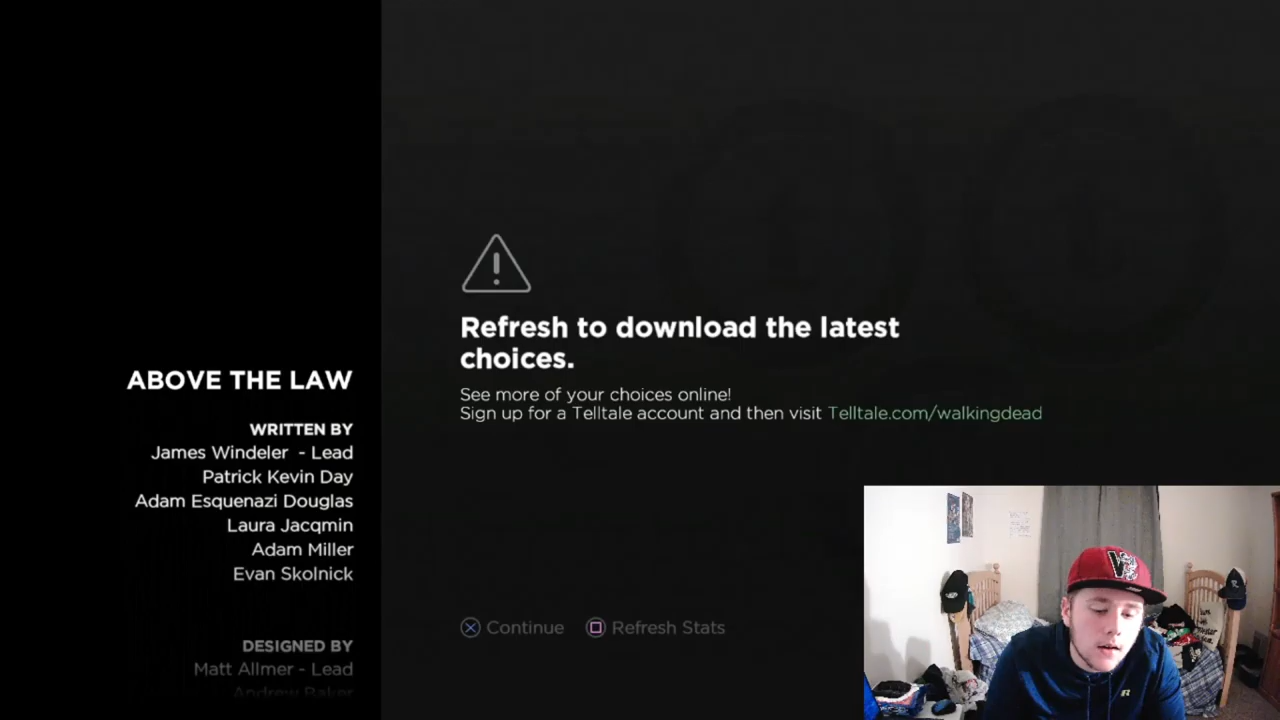 ABOVE THE LAW
WRITTEN BY
James Windeler - Lead
Patrick Kevin Day
Adam Esquenazi Douglas
Laura Jacqmin
Adam Miller
Evan Skolnick
DESIGNED BY
Matt Allmer - Lead
Andrew Baker
Refresh to download the latest
choices.
See more of your choices online!
Sign up for a Telltale account and then visit Telltale.com/walkingdead
Continue
Refresh Stats